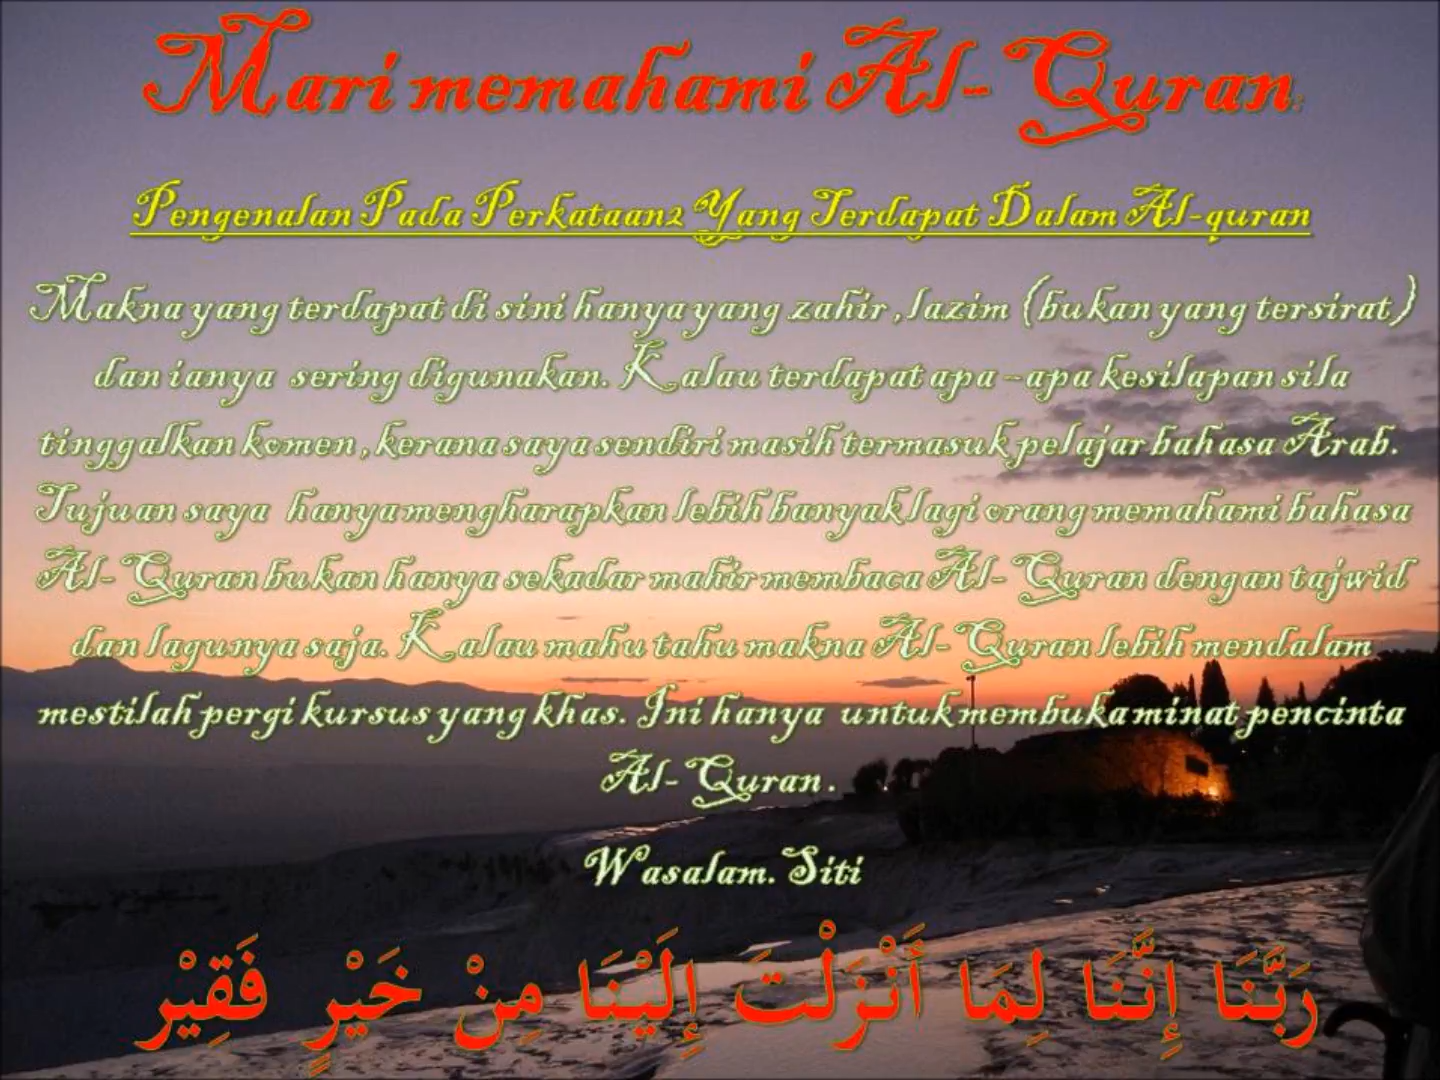 Mari memahami Al-Quran.
Pengenalan Pada Perkataan2 Yang Terdapat Dalam Al-quran
Makna yang terdapat di sini hanya yang zahir , lazim (bukan yang tersirat)
dan ianya sering digunakan. Kalau terdapat apa –apa kesilapan sila
tinggalkan komen , kerana saya sendiri masih termasuk pelajar bahasa Arab.
Tujuan saya hanya mengharapkan lebih banyak lagi orang memahami bahasa
Al-Quran bukan hanya sekadar mahir membaca Al-Quran dengan tajwid
dan lagunya saja. Kalau mahu tahu makna Al-Quran lebih mendalam
mestilah pergi kursus yang khas. Ini hanya untuk membuka minat pencinta
Al-Quran .
Wasalam. Siti
رَبَّنَا إِنَّنَا لِمَا أَنْزَلْتَ إِلَيْنَا مِنْ خَيْرٍ فَقِيْر